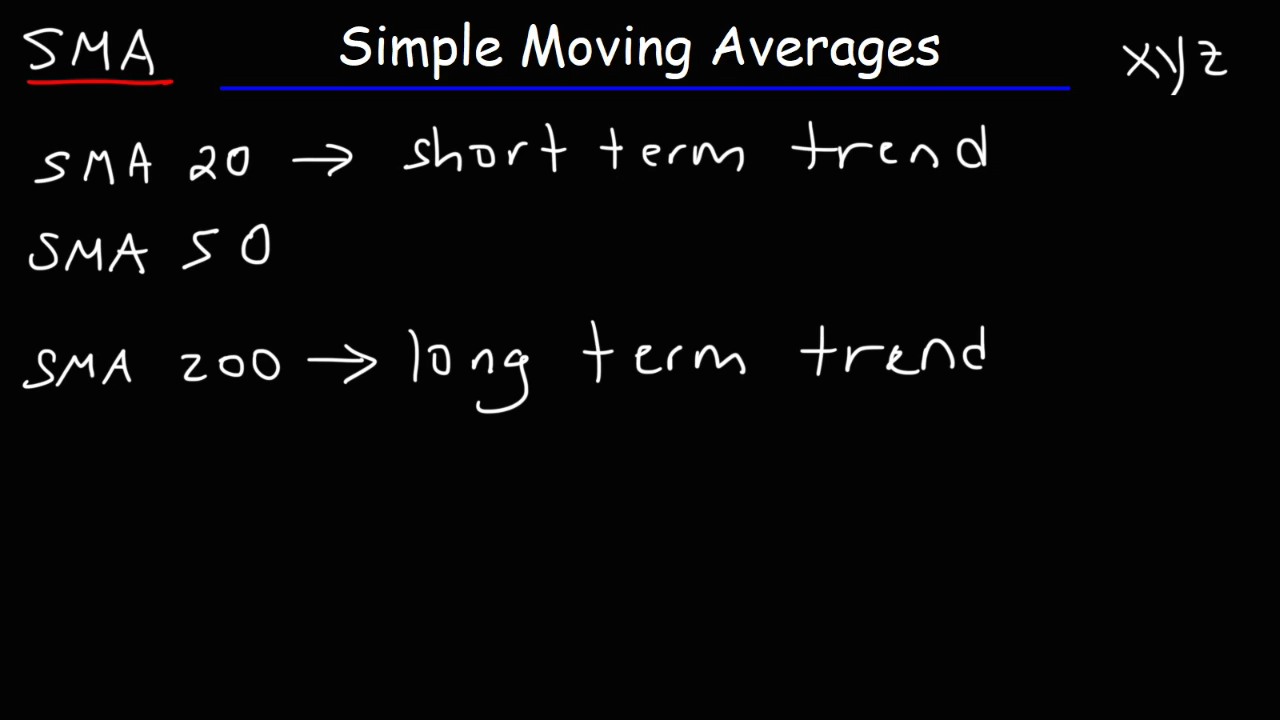 SMA Simple Moving Averages xyz
SMA 20 → short term trend
SMA 50
SMA 200 → long term trend